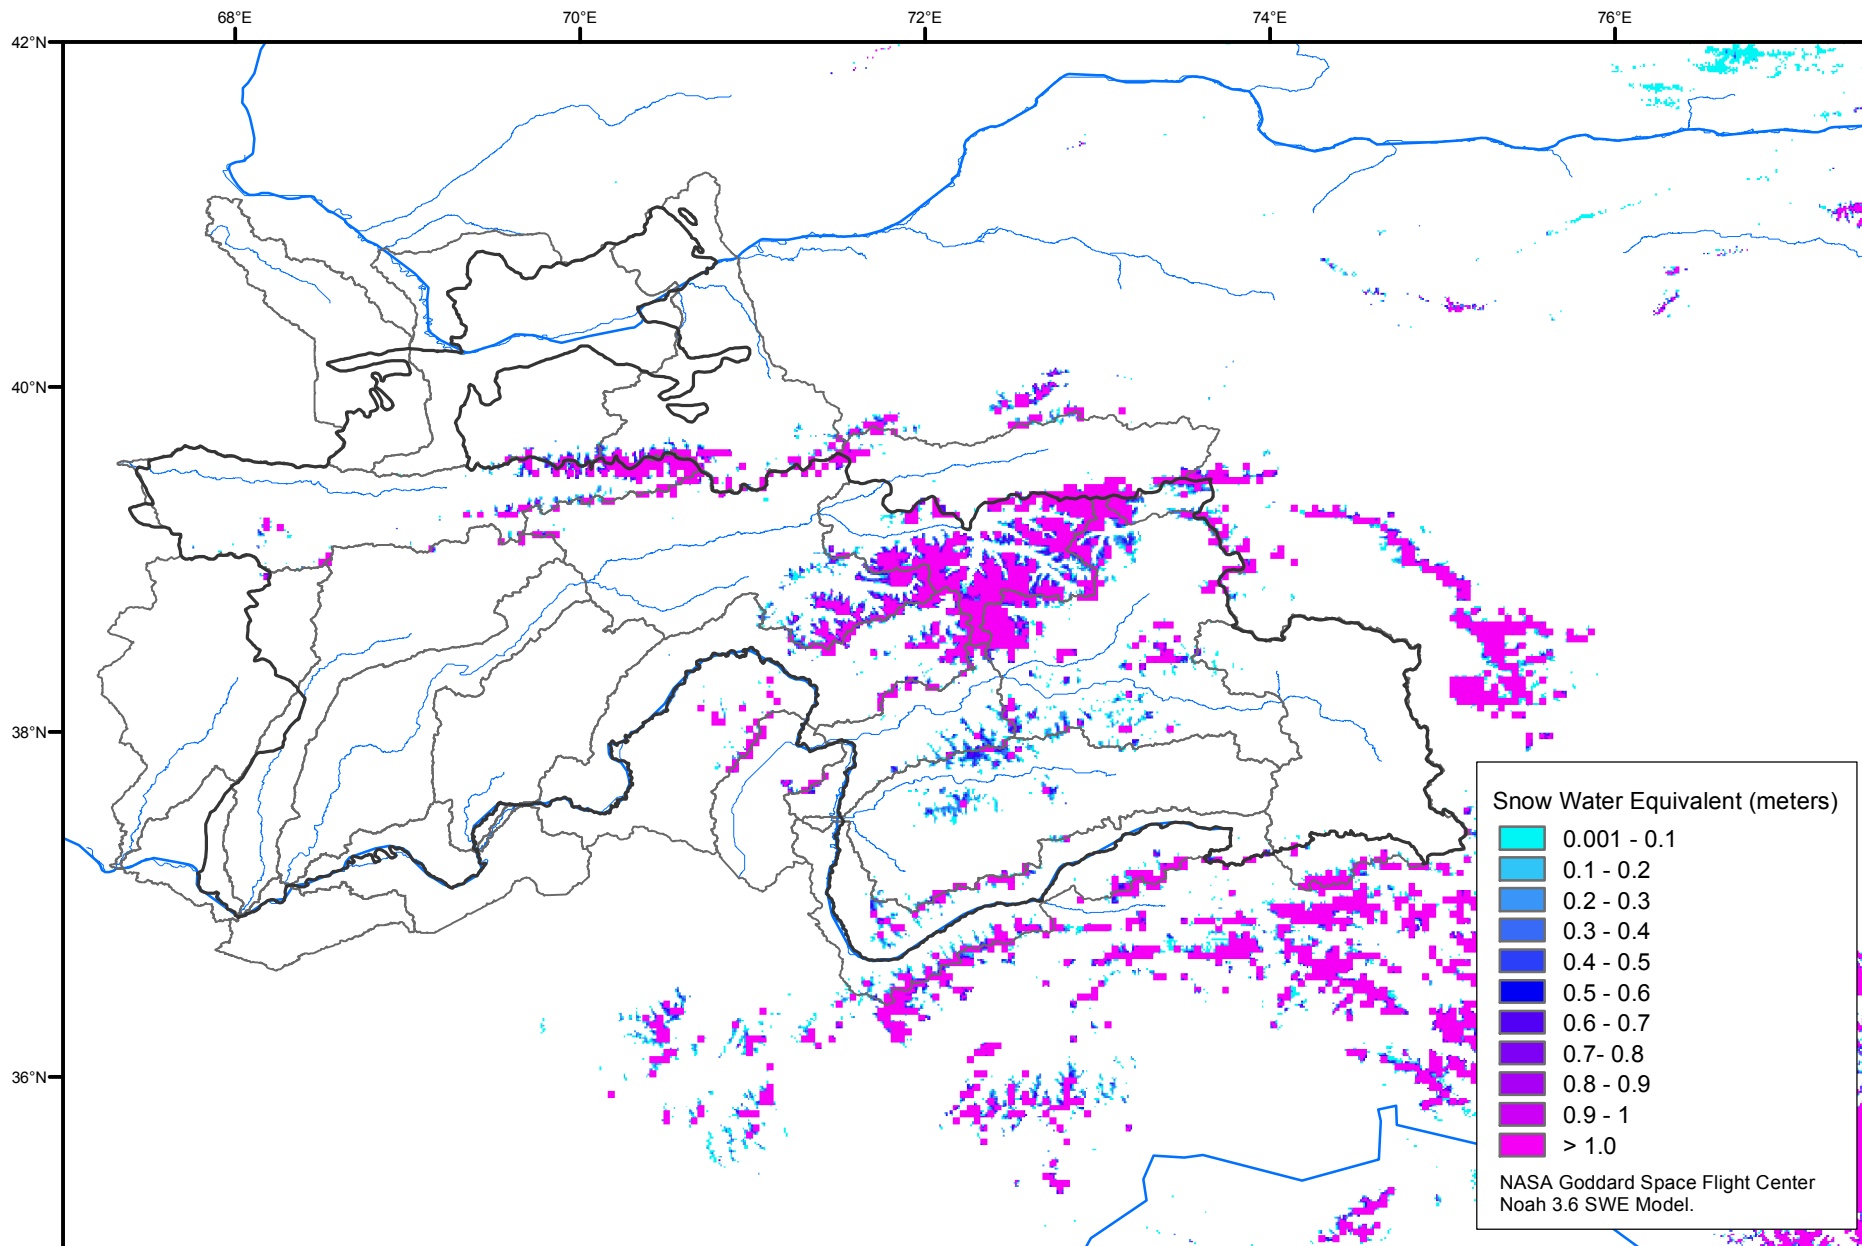 68°E 70°E 72°E 74°E 76°E
42°N
40°N
38°N
36°N
Snow Water Equivalent (meters)
0.001 - 0.1
0.1 - 0.2
0.2 - 0.3
0.3 - 0.4
0.4 - 0.5
0.5 - 0.6
0.6 - 0.7
0.7- 0.8
0.8 - 0.9
0.9 - 1
> 1.0
NASA Goddard Space Flight Center
Noah 3.6 SWE Model.